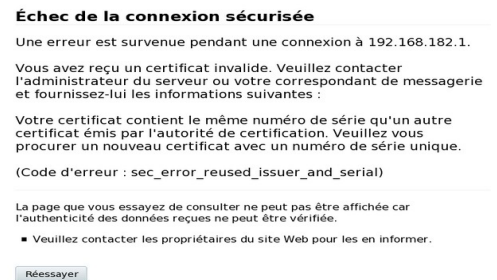 Échec de la connexion sécurisée
Une erreur est survenue pendant une connexion à 192.168.182.1.
Vous avez reçu un certificat invalide. Veuillez contacter
l'administrateur du serveur ou votre correspondant de messagerie
et fournissez-lui les informations suivantes :
Votre certificat contient le même numéro de série qu'un autre
certificat émis par l'autorité de certification. Veuillez vous
procurer un nouveau certificat avec un numéro de série unique.
(Code d'erreur : sec_error_reused_issuer_and_serial)
La page que vous essayez de consulter ne peut pas être affichée car
l'authenticité des données reçues ne peut être vérifiée.
▪ Veuillez contacter les propriétaires du site Web pour les en informer.
Réessayer